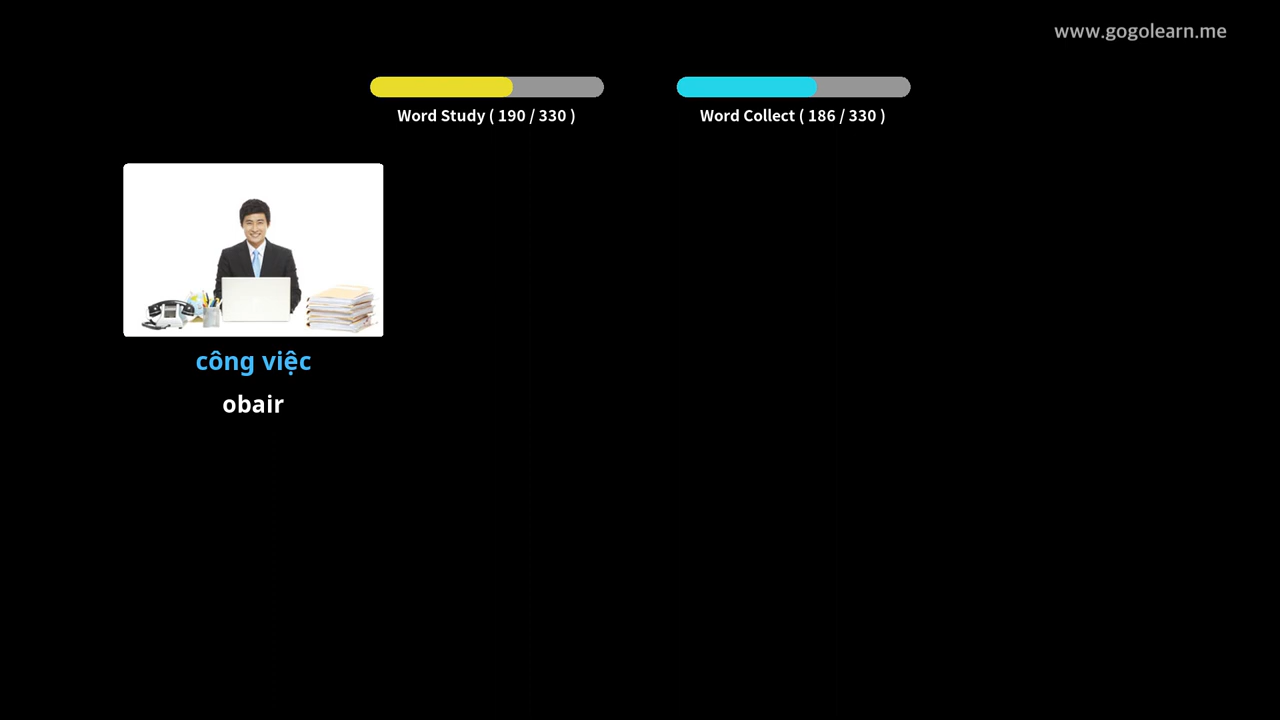 www.gogolearn.me
Word Study ( 190 / 330 )
Word Collect ( 186 / 330 )
công việc
obair